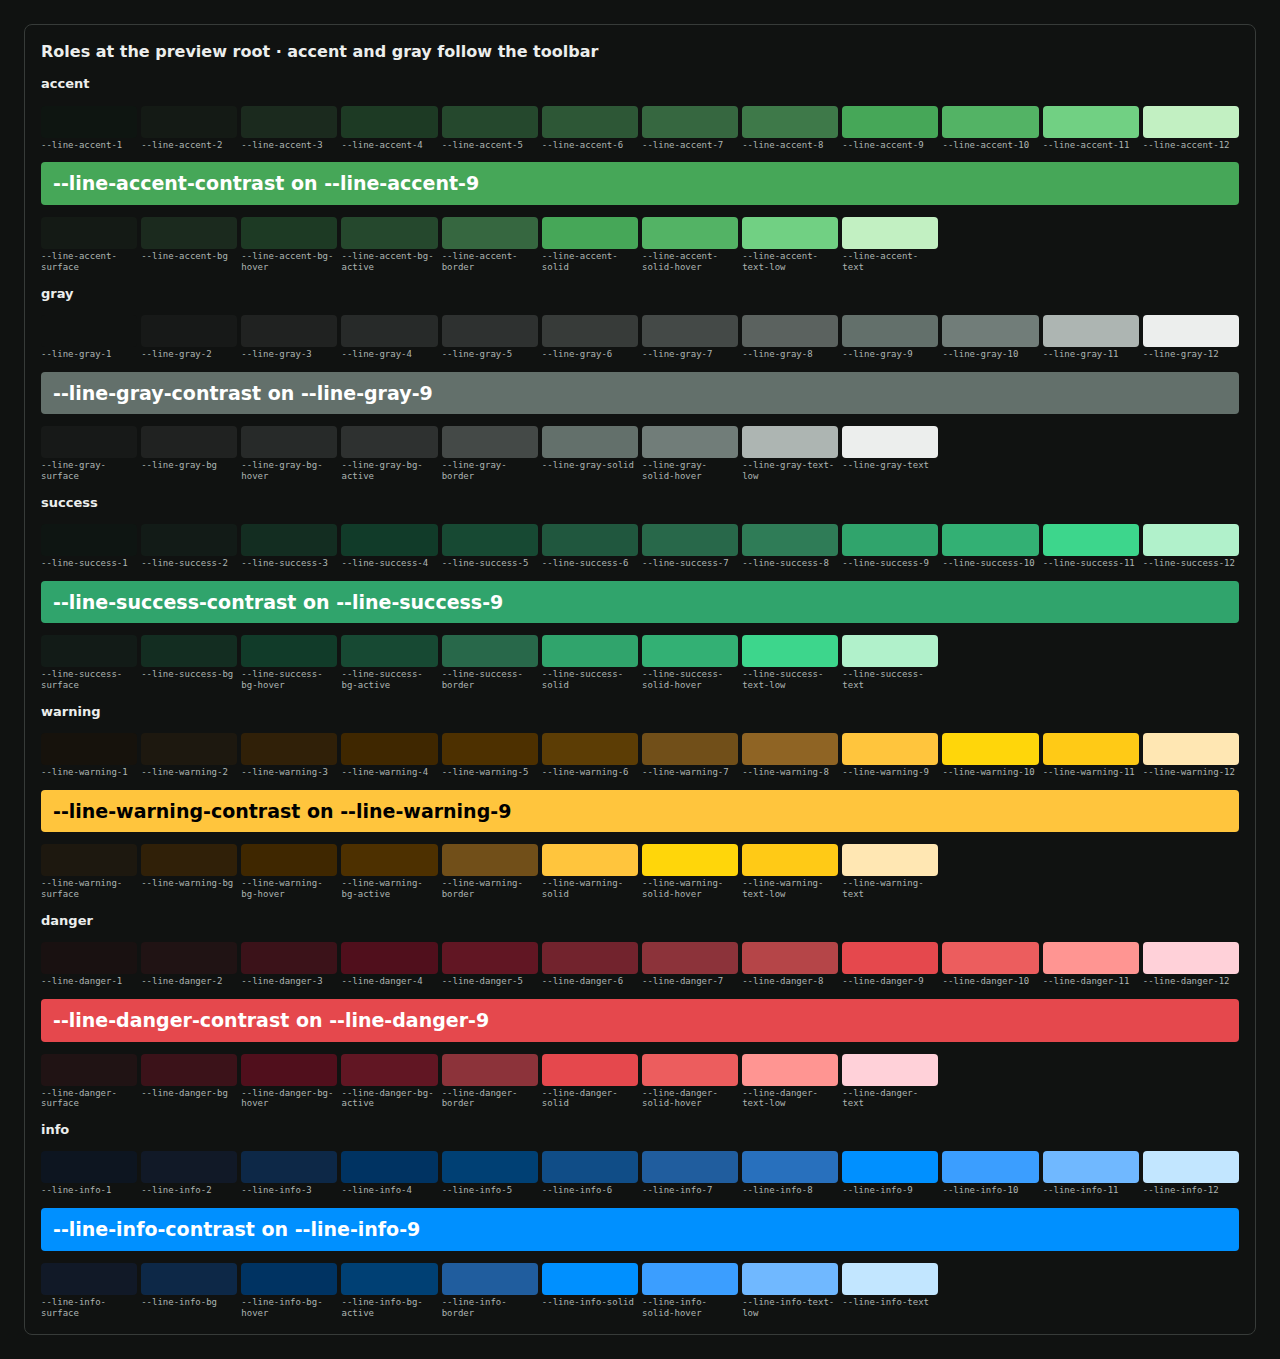 Roles at the preview root · accent and gray follow the toolbar
accent
--line-accent-1 --line-accent-2 --line-accent-3 --line-accent-4 --line-accent-5 --line-accent-6 --line-accent-7 --line-accent-8 --line-accent-9 --line-accent-10 --line-accent-11 --line-accent-12
--line-accent-contrast on --line-accent-9
--line-accent- --line-accent-bg --line-accent-bg- --line-accent-bg- --line-accent- --line-accent- --line-accent- --line-accent- --line-accent-
surface hover active border solid solid-hover text-low text
gray
--line-gray-1 --line-gray-2 --line-gray-3 --line-gray-4 --line-gray-5 --line-gray-6 --line-gray-7 --line-gray-8 --line-gray-9 --line-gray-10 --line-gray-11 --line-gray-12
--line-gray-contrast on --line-gray-9
--line-gray- --line-gray-bg --line-gray-bg- --line-gray-bg- --line-gray- --line-gray-solid --line-gray- --line-gray-text- --line-gray-text
surface hover active border solid-hover low
success
--line-success-1 --line-success-2 --line-success-3 --line-success-4 --line-success-5 --line-success-6 --line-success-7 --line-success-8 --line-success-9 --line-success-10 --line-success-11 --line-success-12
--line-success-contrast on --line-success-9
--line-success- --line-success-bg --line-success- --line-success- --line-success- --line-success- --line-success- --line-success- --line-success-
surface bg-hover bg-active border solid solid-hover text-low text
warning
--line-warning-1 --line-warning-2 --line-warning-3 --line-warning-4 --line-warning-5 --line-warning-6 --line-warning-7 --line-warning-8 --line-warning-9 --line-warning-10 --line-warning-11 --line-warning-12
--line-warning-contrast on --line-warning-9
--line-warning- --line-warning-bg --line-warning- --line-warning- --line-warning- --line-warning- --line-warning- --line-warning- --line-warning-
surface bg-hover bg-active border solid solid-hover text-low text
danger
--line-danger-1 --line-danger-2 --line-danger-3 --line-danger-4 --line-danger-5 --line-danger-6 --line-danger-7 --line-danger-8 --line-danger-9 --line-danger-10 --line-danger-11 --line-danger-12
--line-danger-contrast on --line-danger-9
--line-danger- --line-danger-bg --line-danger-bg- --line-danger-bg- --line-danger- --line-danger- --line-danger- --line-danger- --line-danger-
surface hover active border solid solid-hover text-low text
info
--line-info-1 --line-info-2 --line-info-3 --line-info-4 --line-info-5 --line-info-6 --line-info-7 --line-info-8 --line-info-9 --line-info-10 --line-info-11 --line-info-12
--line-info-contrast on --line-info-9
--line-info- --line-info-bg --line-info-bg- --line-info-bg- --line-info- --line-info-solid --line-info- --line-info-text- --line-info-text
surface hover active border solid-hover low